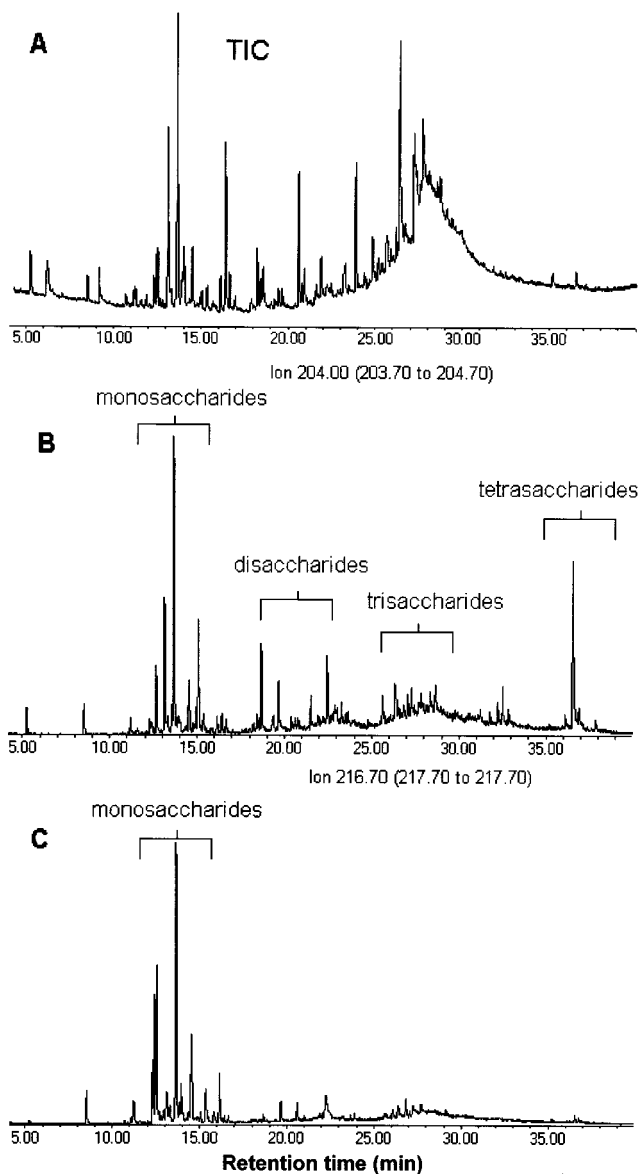 A
TIC
5.00 10.00 15.00 20.00 25.00 30.00 35.00
Ion 204.00 (203.70 to 204.70)
monosaccharides
B
tetrasaccharides
disaccharides
trisaccharides
5.00 10.00 15.00 20.00 25.00 30.00 35.00
Ion 216.70 (217.70 to 217.70)
monosaccharides
C
5.00 10.00 15.00 20.00 25.00 30.00 35.00
Retention time (min)